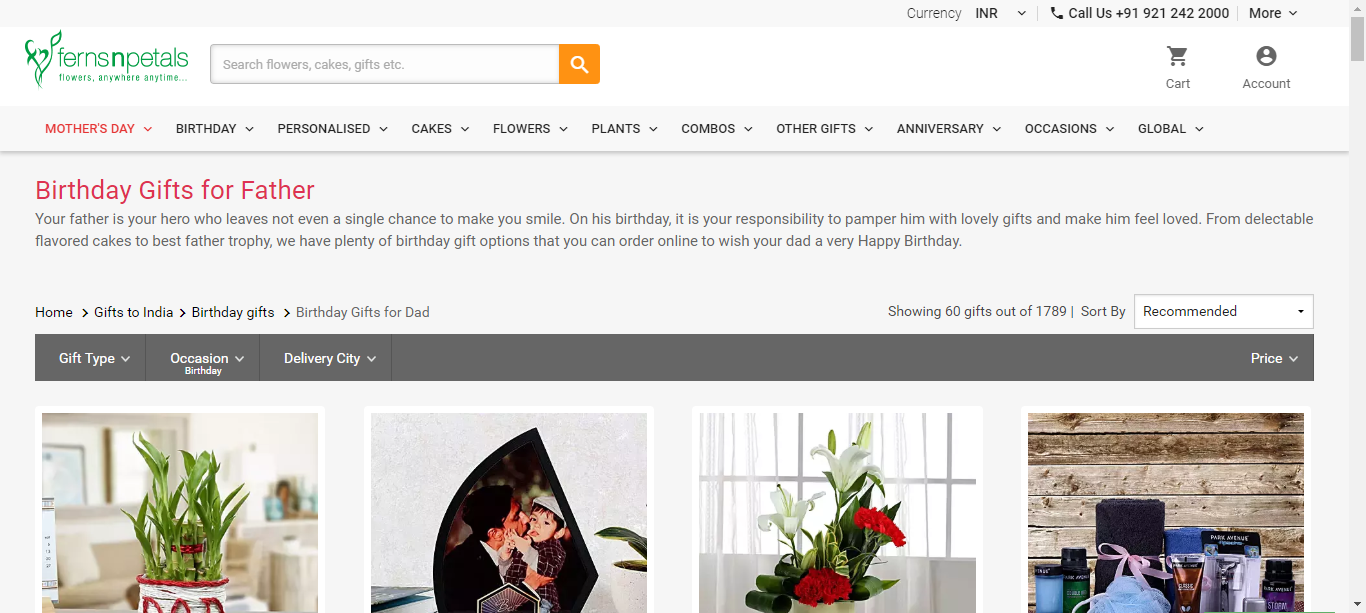 Currency INR Call Us +91 921 242 2000 More
fernsnpetals
flowers, anywhere anytime...
Search flowers, cakes, gifts etc.
Cart Account
MOTHER'S DAY BIRTHDAY PERSONALISED CAKES FLOWERS PLANTS COMBOS OTHER GIFTS ANNIVERSARY OCCASIONS GLOBAL
Birthday Gifts for Father
Your father is your hero who leaves not even a single chance to make you smile. On his birthday, it is your responsibility to pamper him with lovely gifts and make him feel loved. From delectable
flavored cakes to best father trophy, we have plenty of birthday gift options that you can order online to wish your dad a very Happy Birthday.
Home > Gifts to India > Birthday gifts > Birthday Gifts for Dad Showing 60 gifts out of 1789 | Sort By Recommended
Gift Type Occasion Delivery City Price
Birthday
PARK AVENUE
PARK AVENUE
DAD
STORM